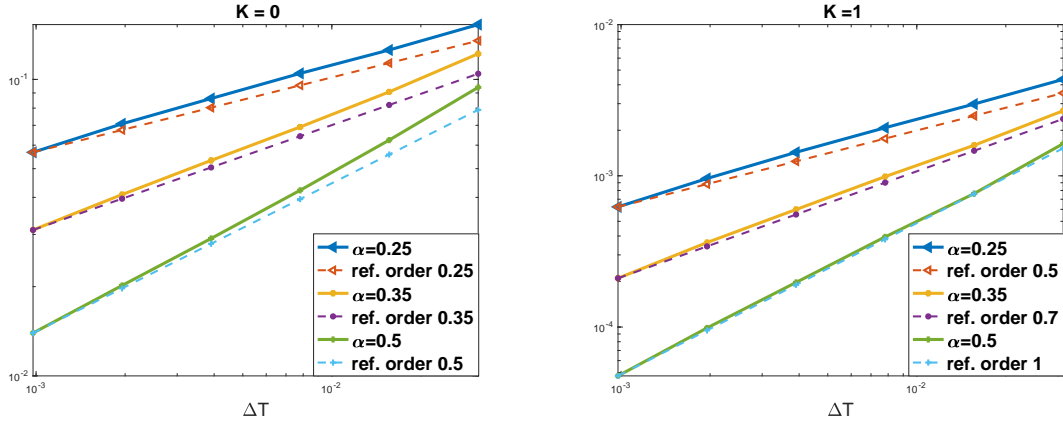 K = 0
10^-1
10^-2
10^-3
10^-2
ΔT
α=0.25
ref. order 0.25
α=0.35
ref. order 0.35
α=0.5
ref. order 0.5
K =1
10^-2
10^-3
10^-4
10^-3
10^-2
ΔT
α=0.25
ref. order 0.5
α=0.35
ref. order 0.7
α=0.5
ref. order 1